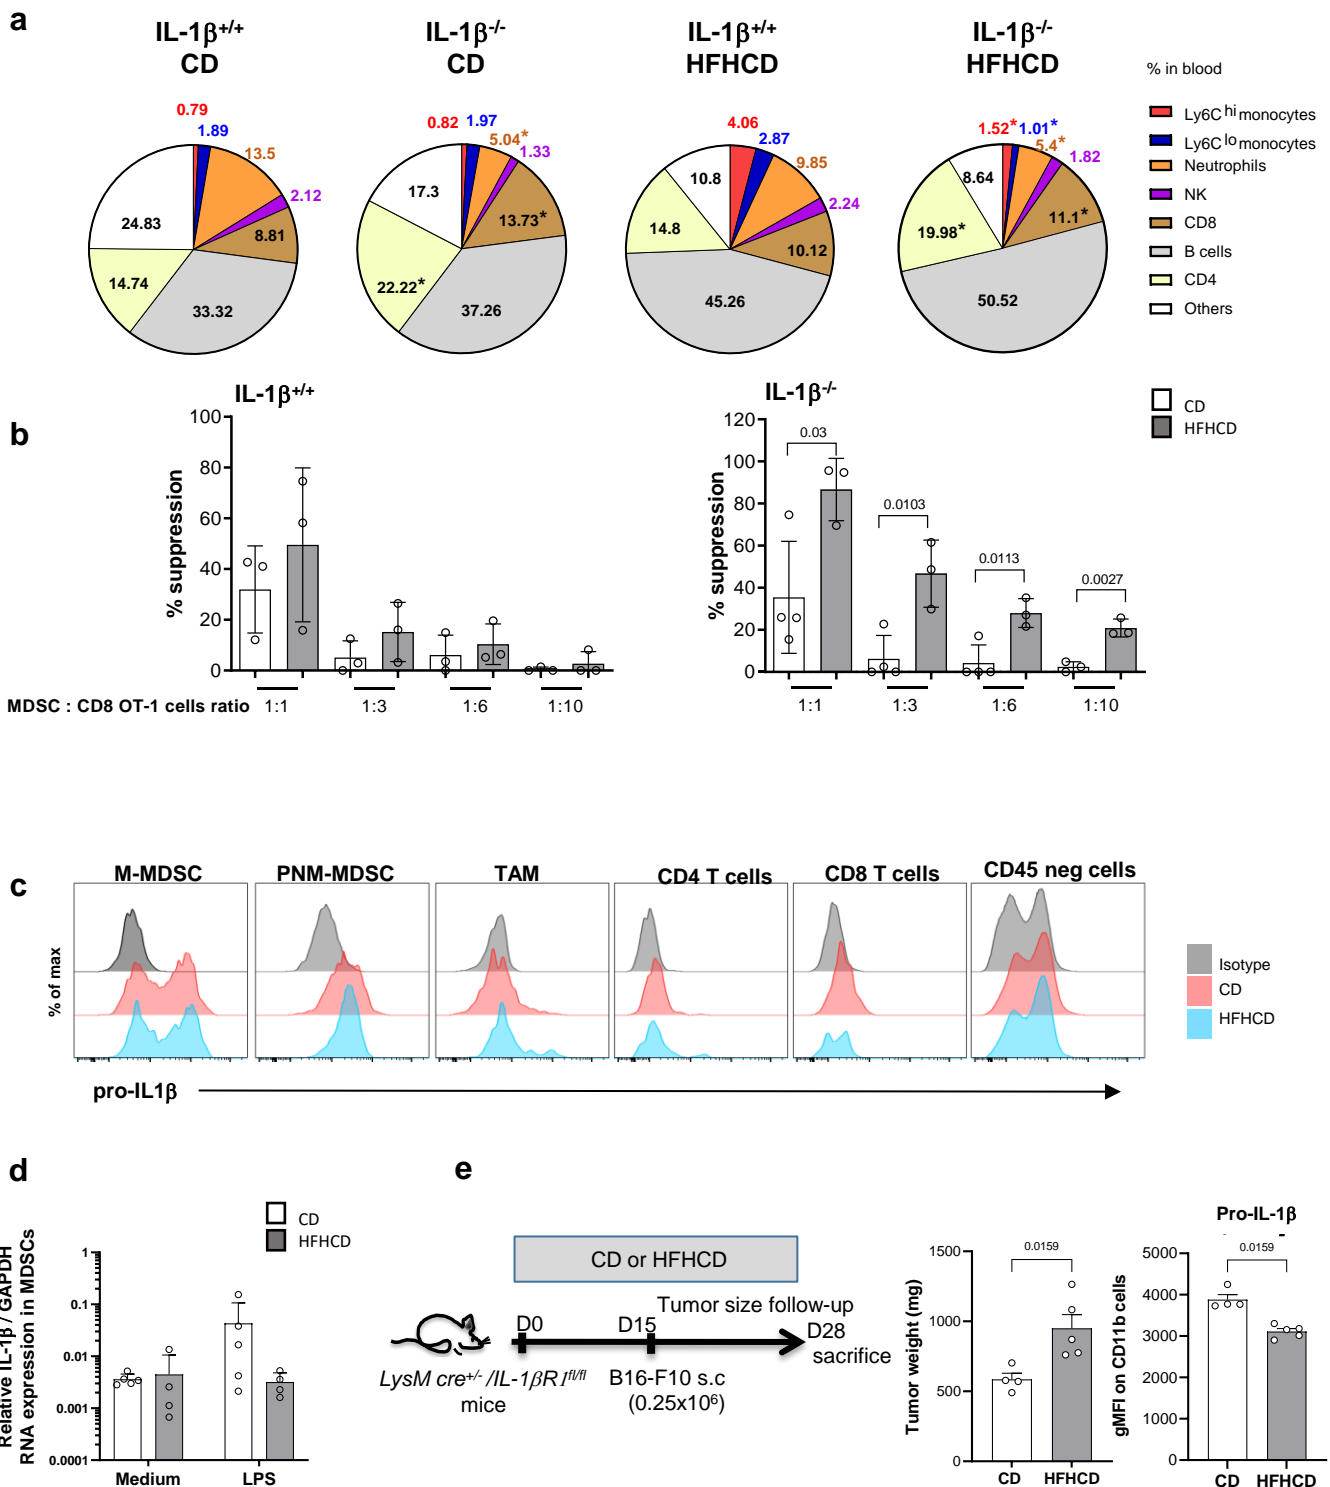 a
IL-1β+/+
CD
IL-1β-/-
CD
IL-1β+/+
HFHCD
IL-1β-/-
HFHCD
% in blood
Ly6C hi monocytes
Ly6C lo monocytes
Neutrophils
NK
CD8
B cells
CD4
Others
0.79
1.89
13.5
2.12
8.81
33.32
14.74
24.83
0.82
1.97
5.04*
1.33
13.73*
37.26
22.22*
17.3
4.06
2.87
9.85
2.24
10.12
45.26
14.8
10.8
1.52*
1.01*
5.4*
1.82
11.1*
50.52
19.98*
8.64
b
IL-1β+/+
% suppression
100
80
60
40
20
0
MDSC : CD8 OT-1 cells ratio
1:1
1:3
1:6
1:10
IL-1β-/-
% suppression
120
100
80
60
40
20
0
0.03
0.0103
0.0113
0.0027
1:1
1:3
1:6
1:10
CD
HFHCD
c
M-MDSC
PNM-MDSC
TAM
CD4 T cells
CD8 T cells
CD45 neg cells
% of max
Isotype
CD
HFHCD
pro-IL1β
d
CD
HFHCD
Relative IL-1β / GAPDH
RNA expression in MDSCs
1
0.1
0.01
0.001
0.0001
Medium
LPS
e
CD or HFHCD
Tumor size follow-up
D0
D15
D28
sacrifice
LysM cre+/- /IL-1βR1fl/fl
mice
B16-F10 s.c
(0.25x10⁶)
Tumor weight (mg)
1500
1000
500
0
0.0159
CD
HFHCD
Pro-IL-1β
gMFI on CD11b cells
5000
4000
3000
2000
1000
0
0.0159
CD
HFHCD